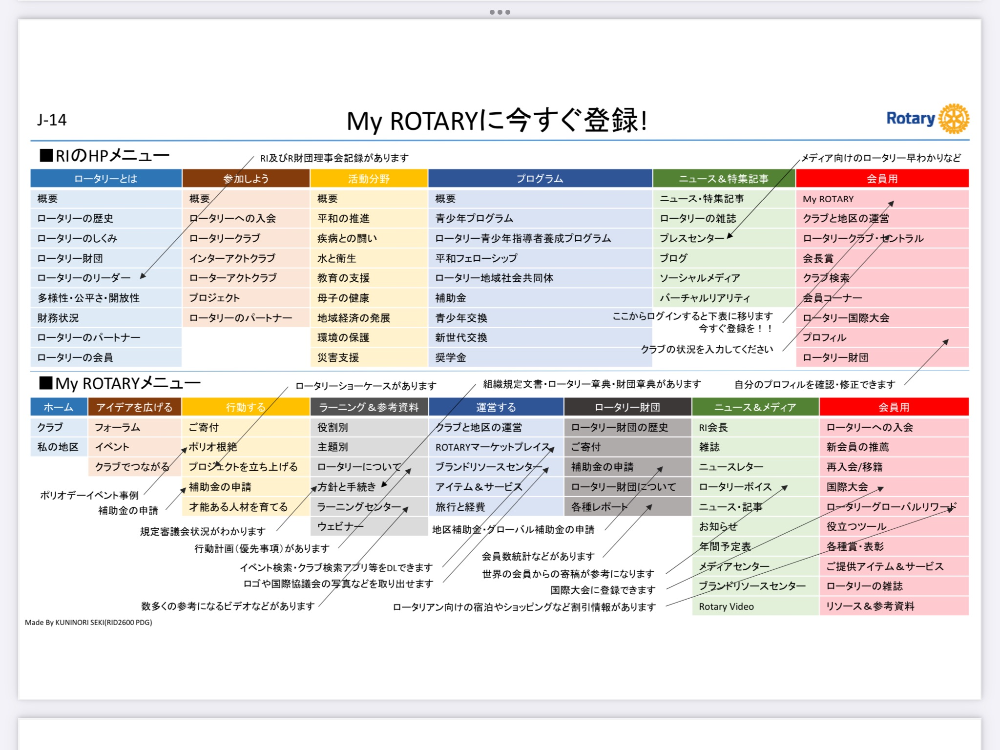 J-14
My ROTARYに今すぐ登録!
Rotary
■RIのHPメニュー
RI及びR財団理事会記録があります
メディア向けのロータリー早わかりなど
ロータリーとは
概要
ロータリーの歴史
ロータリーのしくみ
ロータリー財団
ロータリーのリーダー
多様性・公平さ・開放性
財務状況
ロータリーのパートナー
ロータリーの会員
参加しよう
概要
ロータリーへの入会
ロータリークラブ
インターアクトクラブ
ローターアクトクラブ
プロジェクト
ロータリーのパートナー
活動分野
概要
平和の推進
疾病との闘い
水と衛生
教育の支援
母子の健康
地域経済の発展
環境の保護
災害支援
プログラム
概要
青少年プログラム
ロータリー青少年指導者養成プログラム
平和フェローシップ
ロータリー地域社会共同体
補助金
青少年交換
新世代交換
奨学金
ニュース＆特集記事
ニュース・特集記事
ロータリーの雑誌
プレスセンター
ブログ
ソーシャルメディア
バーチャルリアリティ
ここからログインすると下表に移ります
今すぐ登録を！！
クラブの状況を入力してください
会員用
My ROTARY
クラブと地区の運営
ロータリークラブ・セントラル
会長賞
クラブ検索
会員コーナー
ロータリー国際大会
プロフィル
ロータリー財団
■My ROTARYメニュー
ロータリーショーケースがあります
組織規定文書・ロータリー章典・財団章典があります
自分のプロフィルを確認・修正できます
ホーム
クラブ
私の地区
アイデアを広げる
フォーラム
イベント
クラブでつながる
行動する
ご寄付
ポリオ根絶
プロジェクトを立ち上げる
補助金の申請
才能ある人材を育てる
ラーニング＆参考資料
役割別
主題別
ロータリーについて
方針と手続き
ラーニングセンター
ウェビナー
運営する
クラブと地区の運営
ROTARYマーケットプレイス
ブランドリソースセンター
アイテム＆サービス
旅行と経費
ロータリー財団
ロータリー財団の歴史
ご寄付
補助金の申請
ロータリー財団について
各種レポート
ニュース＆メディア
RI会長
雑誌
ニュースレター
ロータリーボイス
ニュース・記事
お知らせ
年間予定表
メディアセンター
ブランドリソースセンター
Rotary Video
会員用
ロータリーへの入会
新会員の推薦
再入会/移籍
国際大会
ロータリーグローバルリワード
役立つツール
各種賞・表彰
ご提供アイテム＆サービス
ロータリーの雑誌
リソース＆参考資料
ポリオデーイベント事例
補助金の申請
規定審議会状況がわかります
行動計画（優先事項）があります
イベント検索・クラブ検索アプリ等をDLできます
ロゴや国際協議会の写真などを取り出せます
数多くの参考になるビデオなどがあります
地区補助金・グローバル補助金の申請
会員数統計などがあります
世界の会員からの寄稿が参考になります
国際大会に登録できます
ロータリアン向けの宿泊やショッピングなど割引情報があります
Made By KUNINORI SEKI(RID2600 PDG)